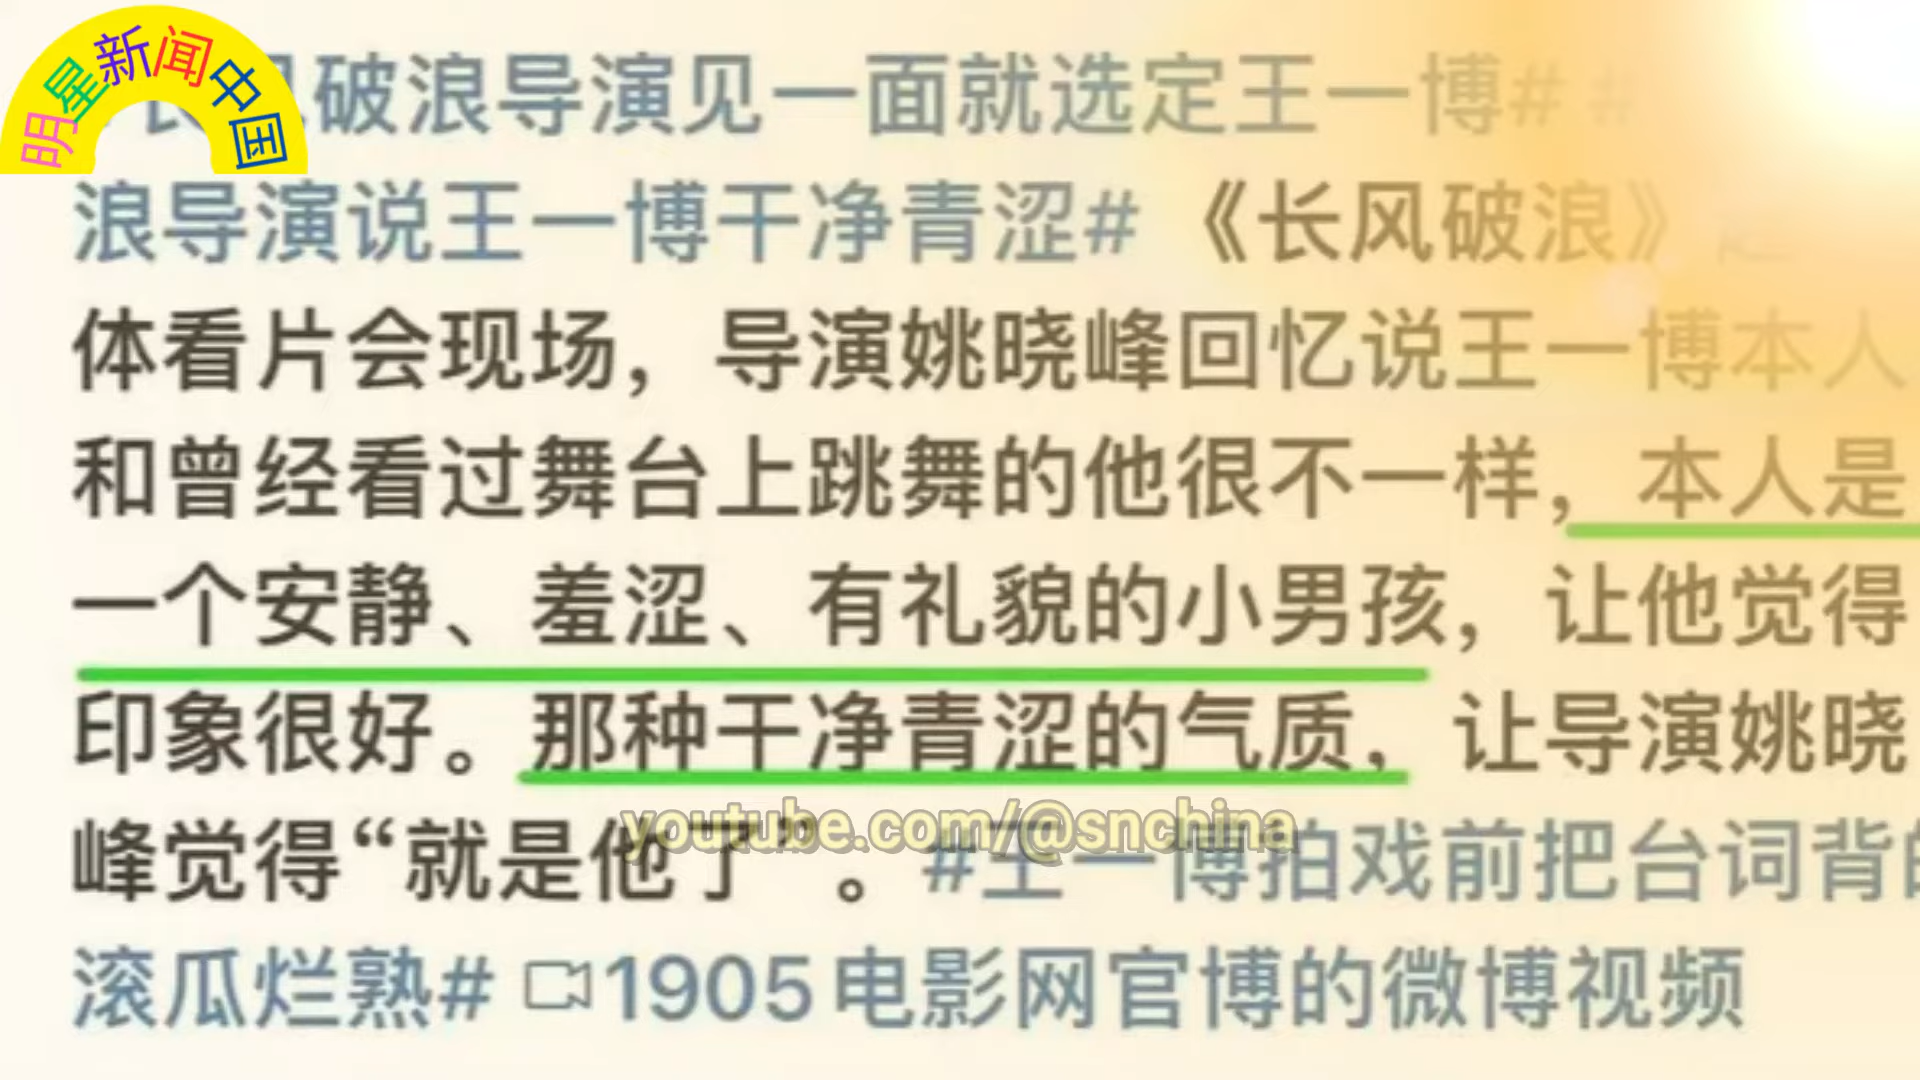 明星新闻中国
长风破浪导演见一面就选定王一博# #
浪导演说王一博干净青涩# 《长风破浪》
体看片会现场，导演姚晓峰回忆说王一博本人
和曾经看过舞台上跳舞的他很不一样，本人是
一个安静、羞涩、有礼貌的小男孩，让他觉得
印象很好。那种干净青涩的气质，让导演姚晓
峰觉得“就是他了”。#王一博拍戏前把台词背的
youtube.com/@snchina
滚瓜烂熟# 1905电影网官博的微博视频